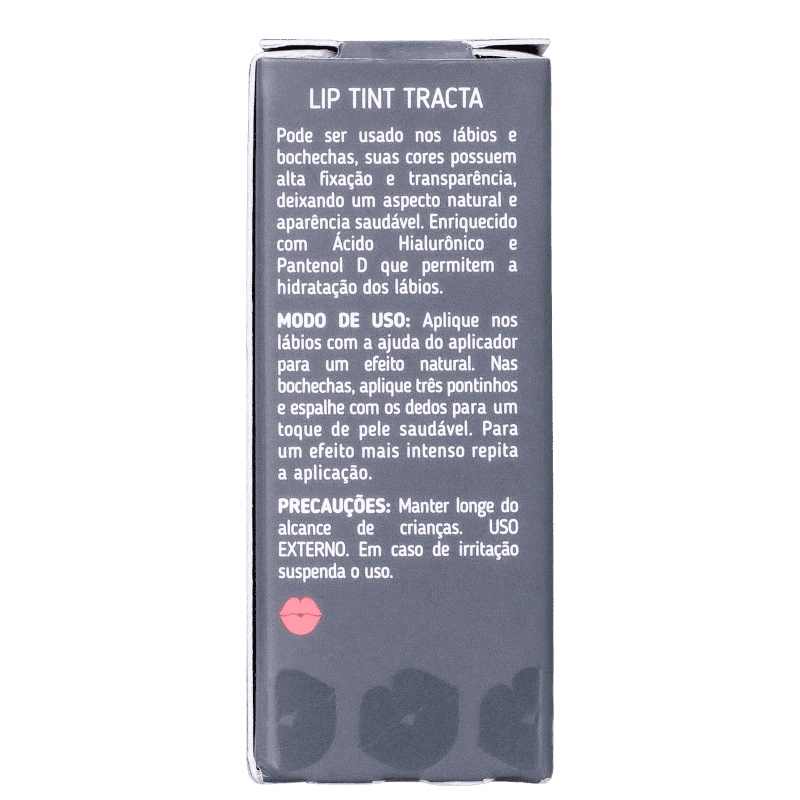 LIP TINT TRACTA
Pode ser usado nos lábios e
bochechas, suas cores possuem
alta fixação e transparência,
deixando um aspecto natural e
aparência saudável. Enriquecido
com Ácido Hialurônico e
Pantenol D que permitem a
hidratação dos lábios.
MODO DE USO: Aplique nos
lábios com a ajuda do aplicador
para um efeito natural. Nas
bochechas, aplique três pontinhos
e espalhe com os dedos para um
toque de pele saudável. Para
um efeito mais intenso repita
a aplicação.
PRECAUÇÕES: Manter longe do
alcance de crianças. USO
EXTERNO. Em caso de irritação
suspenda o uso.